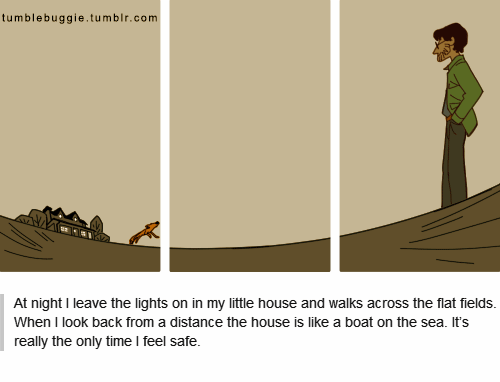 tumblebuggie.tumblr.com
At night I leave the lights on in my little house and walks across the flat fields.
When I look back from a distance the house is like a boat on the sea. It's
really the only time I feel safe.